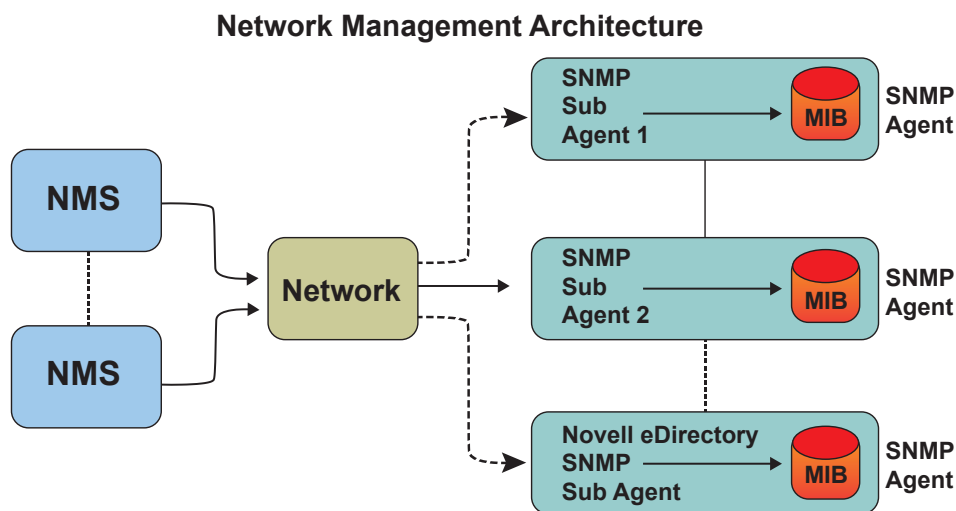 Network Management Architecture
NMS
NMS
Network
SNMP
Sub
Agent 1
MIB
SNMP
Agent
SNMP
Sub
Agent 2
MIB
SNMP
Agent
Novell eDirectory
SNMP
Sub Agent
MIB
SNMP
Agent